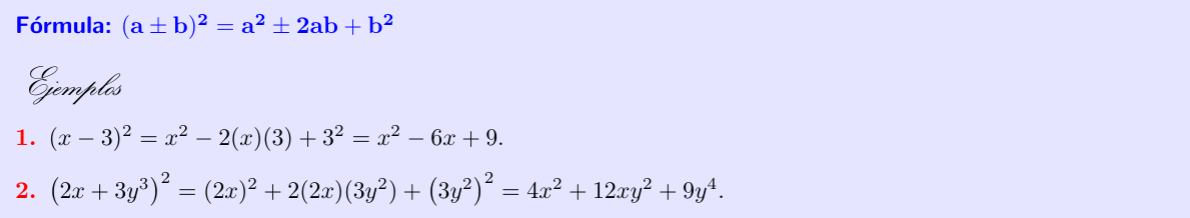 Fórmula: (a ± b)² = a² ± 2ab + b²
Ejemplos
1. (x − 3)² = x² − 2(x)(3) + 3² = x² − 6x + 9.
2. (2x + 3y³)² = (2x)² + 2(2x)(3y²) + (3y²)² = 4x² + 12xy² + 9y⁴.